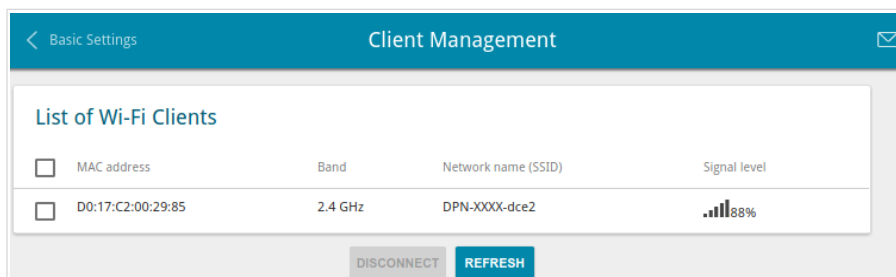 Basic Settings
Client Management
List of Wi-Fi Clients
MAC address Band Network name (SSID) Signal level
D0:17:C2:00:29:85 2.4 GHz DPN-XXXX-dce2 88%
DISCONNECT REFRESH